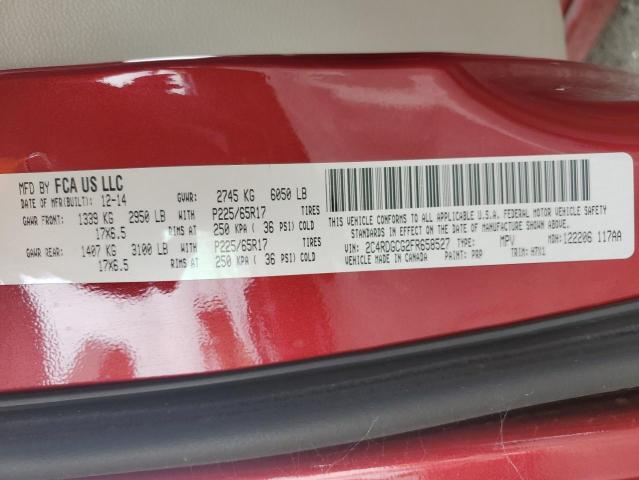 MFD BY FCA US LLC
DATE OF MFR(BUILT): 12-14 GVWR: 2745 KG 6050 LB
GAWR FRONT: 1339 KG 2950 LB WITH P225/65R17 TIRES
17X6.5 RIMS AT 250 KPA ( 36 PSI) COLD
GAWR REAR: 1407 KG 3100 LB WITH P225/65R17 TIRES
17X6.5 RIMS AT 250 KPA ( 36 PSI) COLD
THIS VEHICLE CONFORMS TO ALL APPLICABLE U.S.A. FEDERAL MOTOR VEHICLE SAFETY
STANDARDS IN EFFECT ON THE DATE OF MANUFACTURE SHOWN ABOVE.
VIN: 2C4RDGCG2FR658527 TYPE: MPV MDH: 122206 117AA
VEHICLE MADE IN CANADA PAINT: PRP TRIM: H7X1